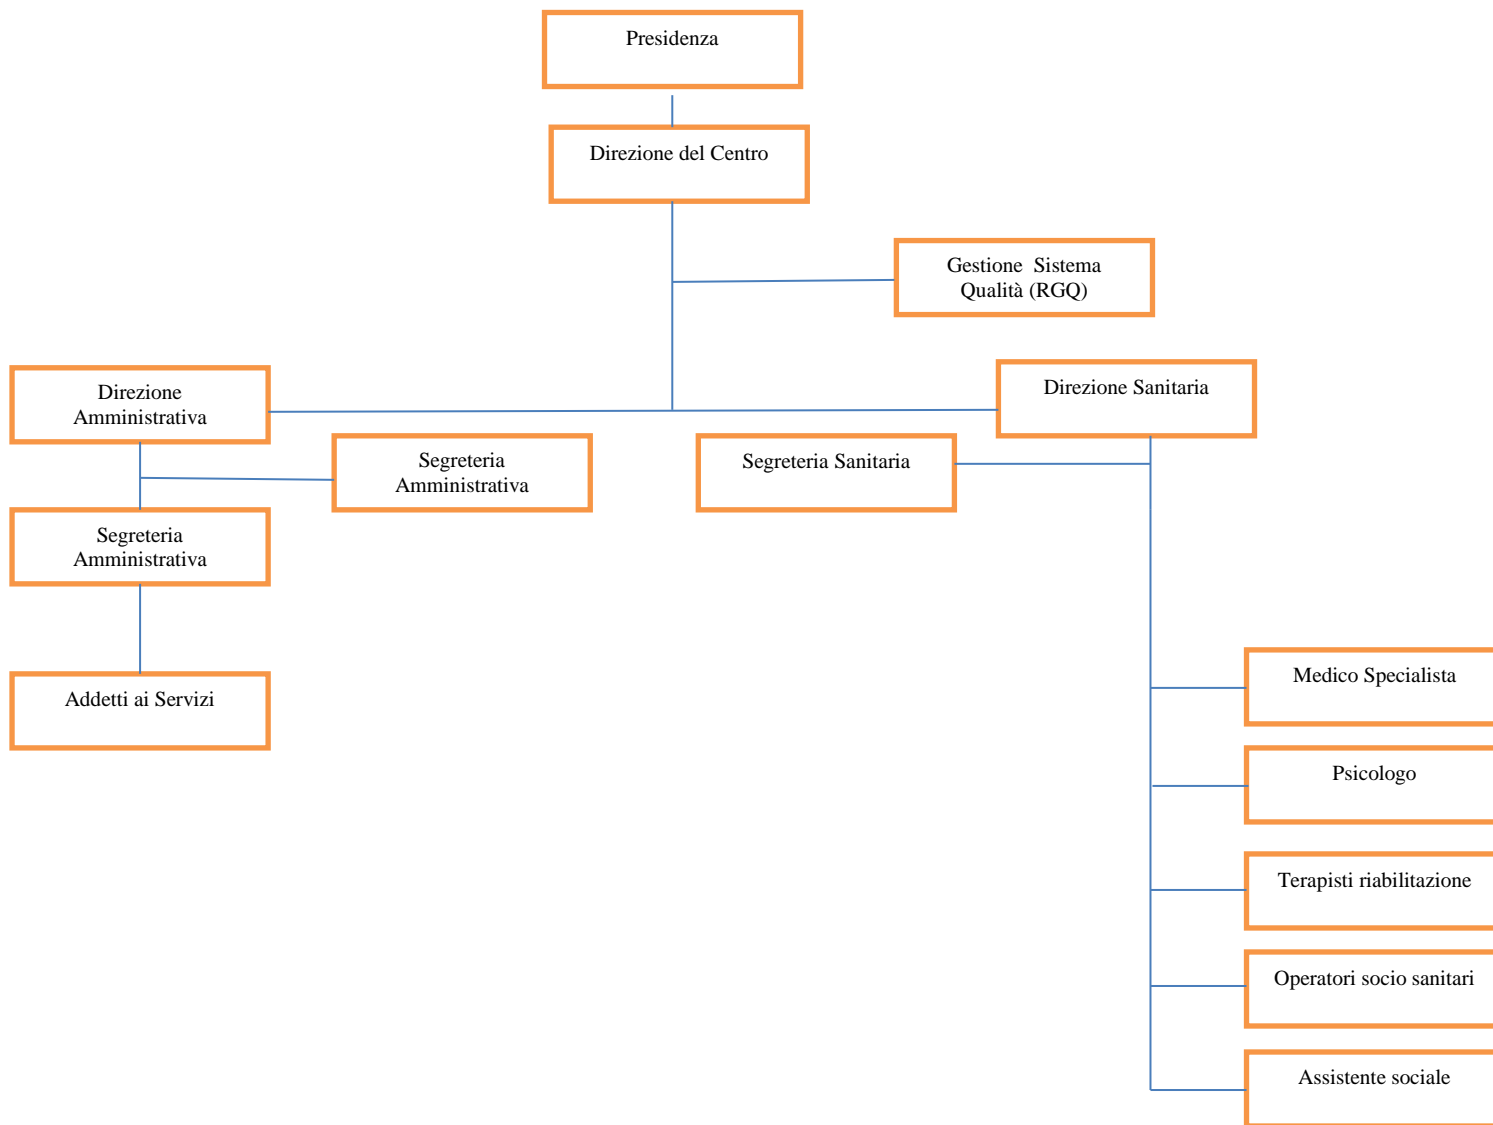 Presidenza
Direzione del Centro
Gestione  Sistema
Qualità (RGQ)
Direzione
Amministrativa
Direzione Sanitaria
Segreteria
Amministrativa
Segreteria Sanitaria
Segreteria
Amministrativa
Addetti ai Servizi
Medico Specialista
Psicologo
Terapisti riabilitazione
Operatori socio sanitari
Assistente sociale